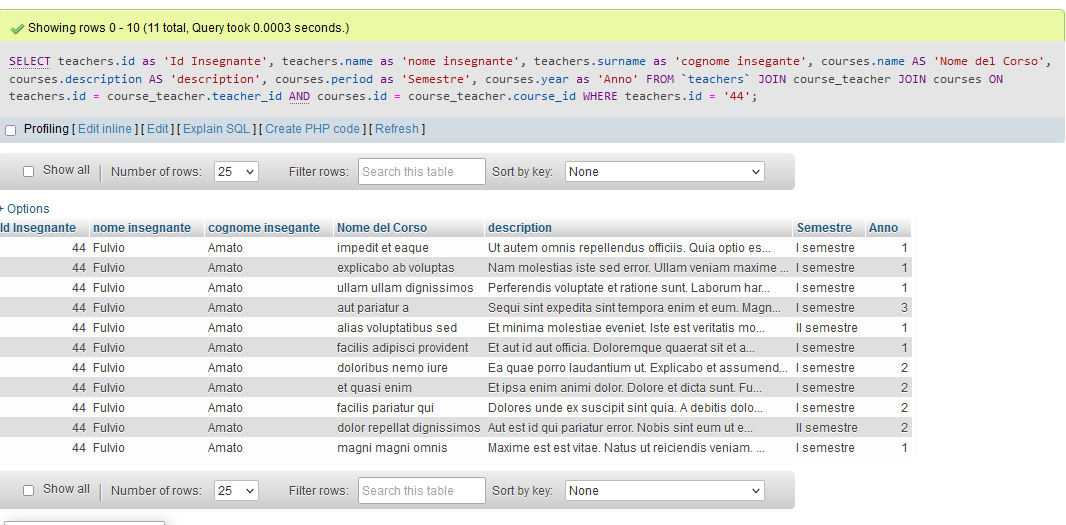 Showing rows 0 - 10 (11 total, Query took 0.0003 seconds.)
SELECT teachers.id as 'Id Insegnante', teachers.name as 'nome insegnante', teachers.surname as 'cognome insegante', courses.name AS 'Nome del Corso',
courses.description AS 'description', courses.period as 'Semestre', courses.year as 'Anno' FROM `teachers` JOIN course_teacher JOIN courses ON
teachers.id = course_teacher.teacher_id AND courses.id = course_teacher.course_id WHERE teachers.id = '44';
Profiling [ Edit inline ] [ Edit ] [ Explain SQL ] [ Create PHP code ] [ Refresh ]
Show all | Number of rows: 25 Filter rows: Search this table Sort by key: None
+ Options
Id Insegnante nome insegnante cognome insegante Nome del Corso description Semestre Anno
44 Fulvio Amato impedit et eaque Ut autem omnis repellendus officiis. Quia optio es... I semestre 1
44 Fulvio Amato explicabo ab voluptas Nam molestias iste sed error. Ullam veniam maxime ... I semestre 1
44 Fulvio Amato ullam ullam dignissimos Perferendis voluptate et ratione sunt. Laborum har... I semestre 1
44 Fulvio Amato aut pariatur a Sequi sint expedita sint tempora enim et eum. Magn... I semestre 3
44 Fulvio Amato alias voluptatibus sed Et minima molestiae eveniet. Iste est veritatis mo... II semestre 1
44 Fulvio Amato facilis adipisci provident Et aut id aut officia. Doloremque quaerat sit et a... I semestre 1
44 Fulvio Amato doloribus nemo iure Ea quae porro laudantium ut. Explicabo et assumend... I semestre 2
44 Fulvio Amato et quasi enim Et ipsa enim animi dolor. Dolore et dicta sunt. Fu... I semestre 2
44 Fulvio Amato facilis pariatur qui Dolores unde ex suscipit sint quia. A debitis dolo... I semestre 2
44 Fulvio Amato dolor repellat dignissimos Aut est id qui pariatur error. Nobis sint eum ut e... II semestre 2
44 Fulvio Amato magni magni omnis Maxime est est vitae. Natus ut reiciendis veniam. ... I semestre 1
Show all | Number of rows: 25 Filter rows: Search this table Sort by key: None